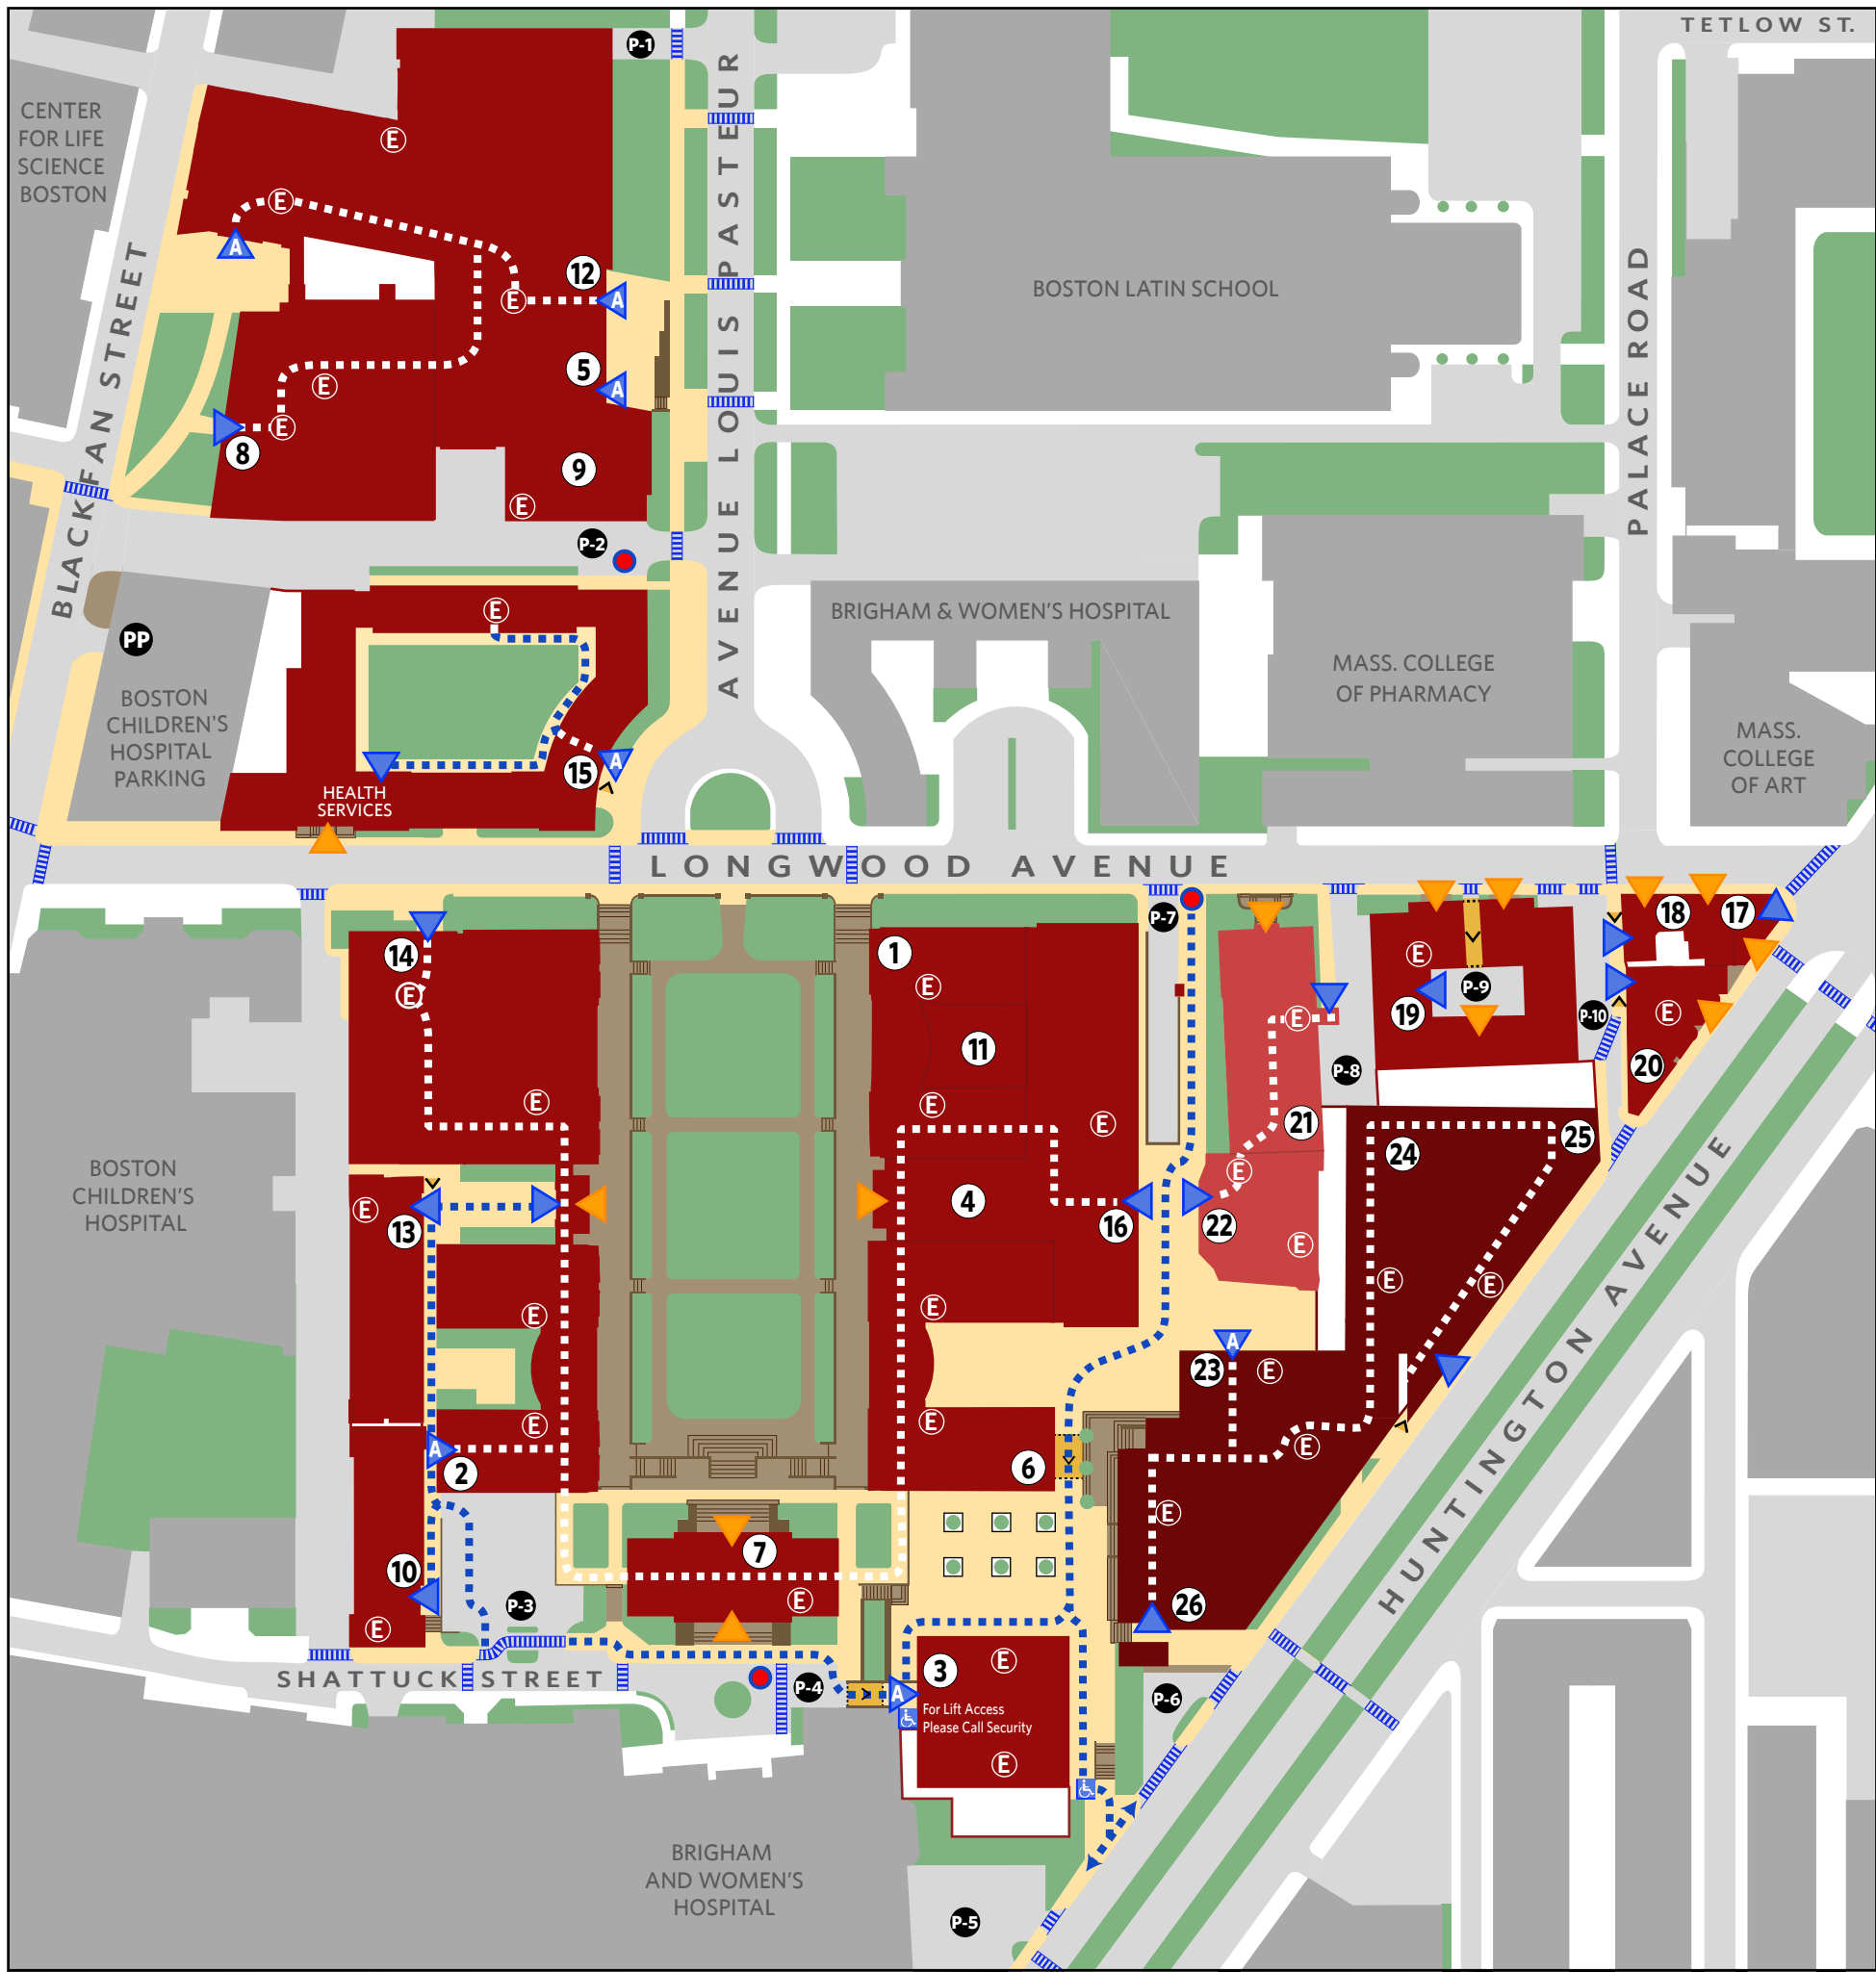 TETLOW ST.
P-1
CENTER
FOR LIFE
SCIENCE
BOSTON
E
E
A
12
E
A
BOSTON LATIN SCHOOL
5
A
E
E
8
9
E
BLACKFAN STREET
AVENUE LOUIS PASTEUR
PALACE ROAD
P-2
E
BRIGHAM & WOMEN'S HOSPITAL
PP
MASS. COLLEGE
OF PHARMACY
BOSTON
CHILDREN'S
HOSPITAL
PARKING
MASS.
COLLEGE
OF ART
15
A
HEALTH
SERVICES
LONGWOOD AVENUE
P-7
18
17
14
1
E
E
E
P-9
19
E
P-10
E
E
11
20
P-8
E
E
E
21
25
24
BOSTON
CHILDREN'S
HOSPITAL
E
E
13
4
16
22
E
E
E
E
E
A
23
E
HUNTINGTON AVENUE
E
E
A
2
6
E
E
7
10
P-3
E
26
E
SHATTUCK STREET
P-4
A
3
E
For Lift Access
Please Call Security
P-6
E
BRIGHAM
AND WOMEN'S
HOSPITAL
P-5